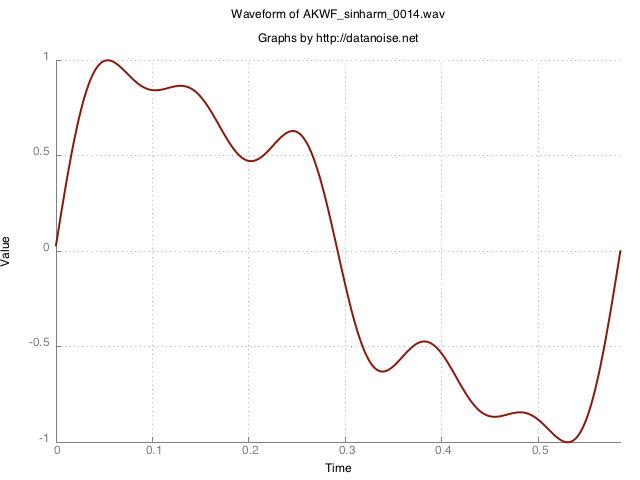 Waveform of AKWF_sinharm_0014.wav
Graphs by http://datanoise.net
1
0.5
0
-0.5
-1
Value
0 0.1 0.2 0.3 0.4 0.5
Time